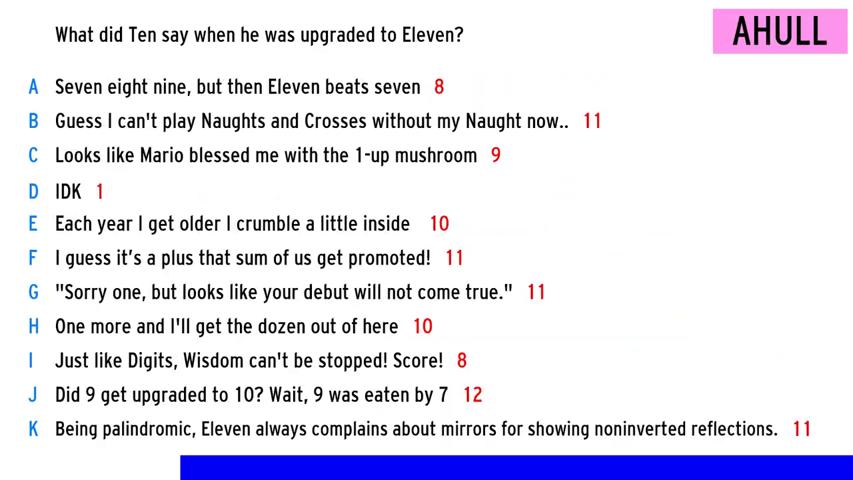 What did Ten say when he was upgraded to Eleven?
AHULL
A Seven eight nine, but then Eleven beats seven 8
B Guess I can't play Naughts and Crosses without my Naught now.. 11
C Looks like Mario blessed me with the 1-up mushroom 9
D IDK 1
E Each year I get older I crumble a little inside 10
F I guess it’s a plus that sum of us get promoted! 11
G "Sorry one, but looks like your debut will not come true." 11
H One more and I'll get the dozen out of here 10
I Just like Digits, Wisdom can't be stopped! Score! 8
J Did 9 get upgraded to 10? Wait, 9 was eaten by 7 12
K Being palindromic, Eleven always complains about mirrors for showing noninverted reflections. 11